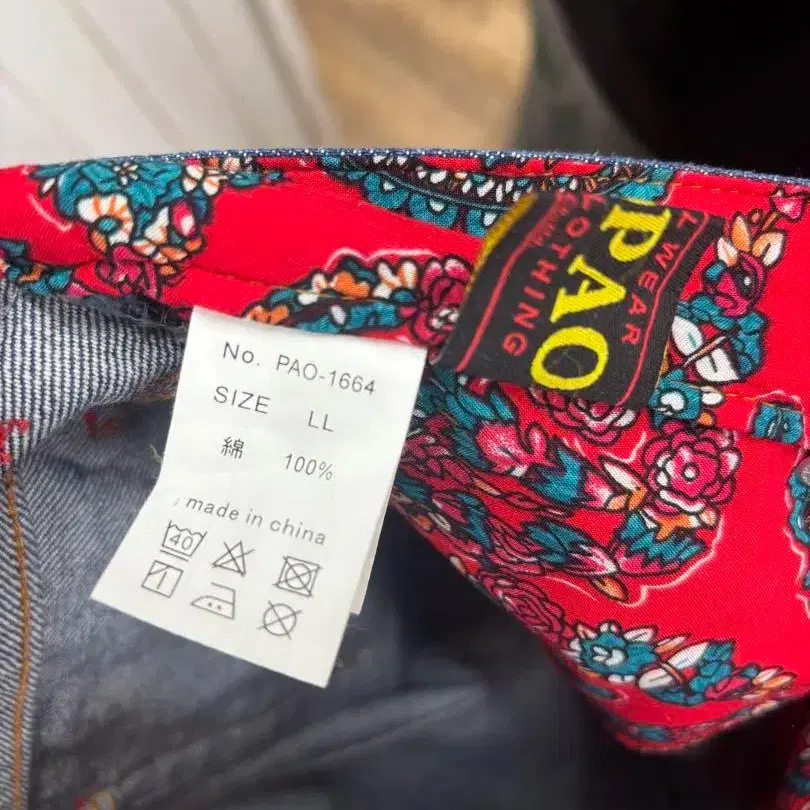 No. PAO-1664
SIZE LL
綿 100%
made in china
40
PAO
WEAR
CLOTHING